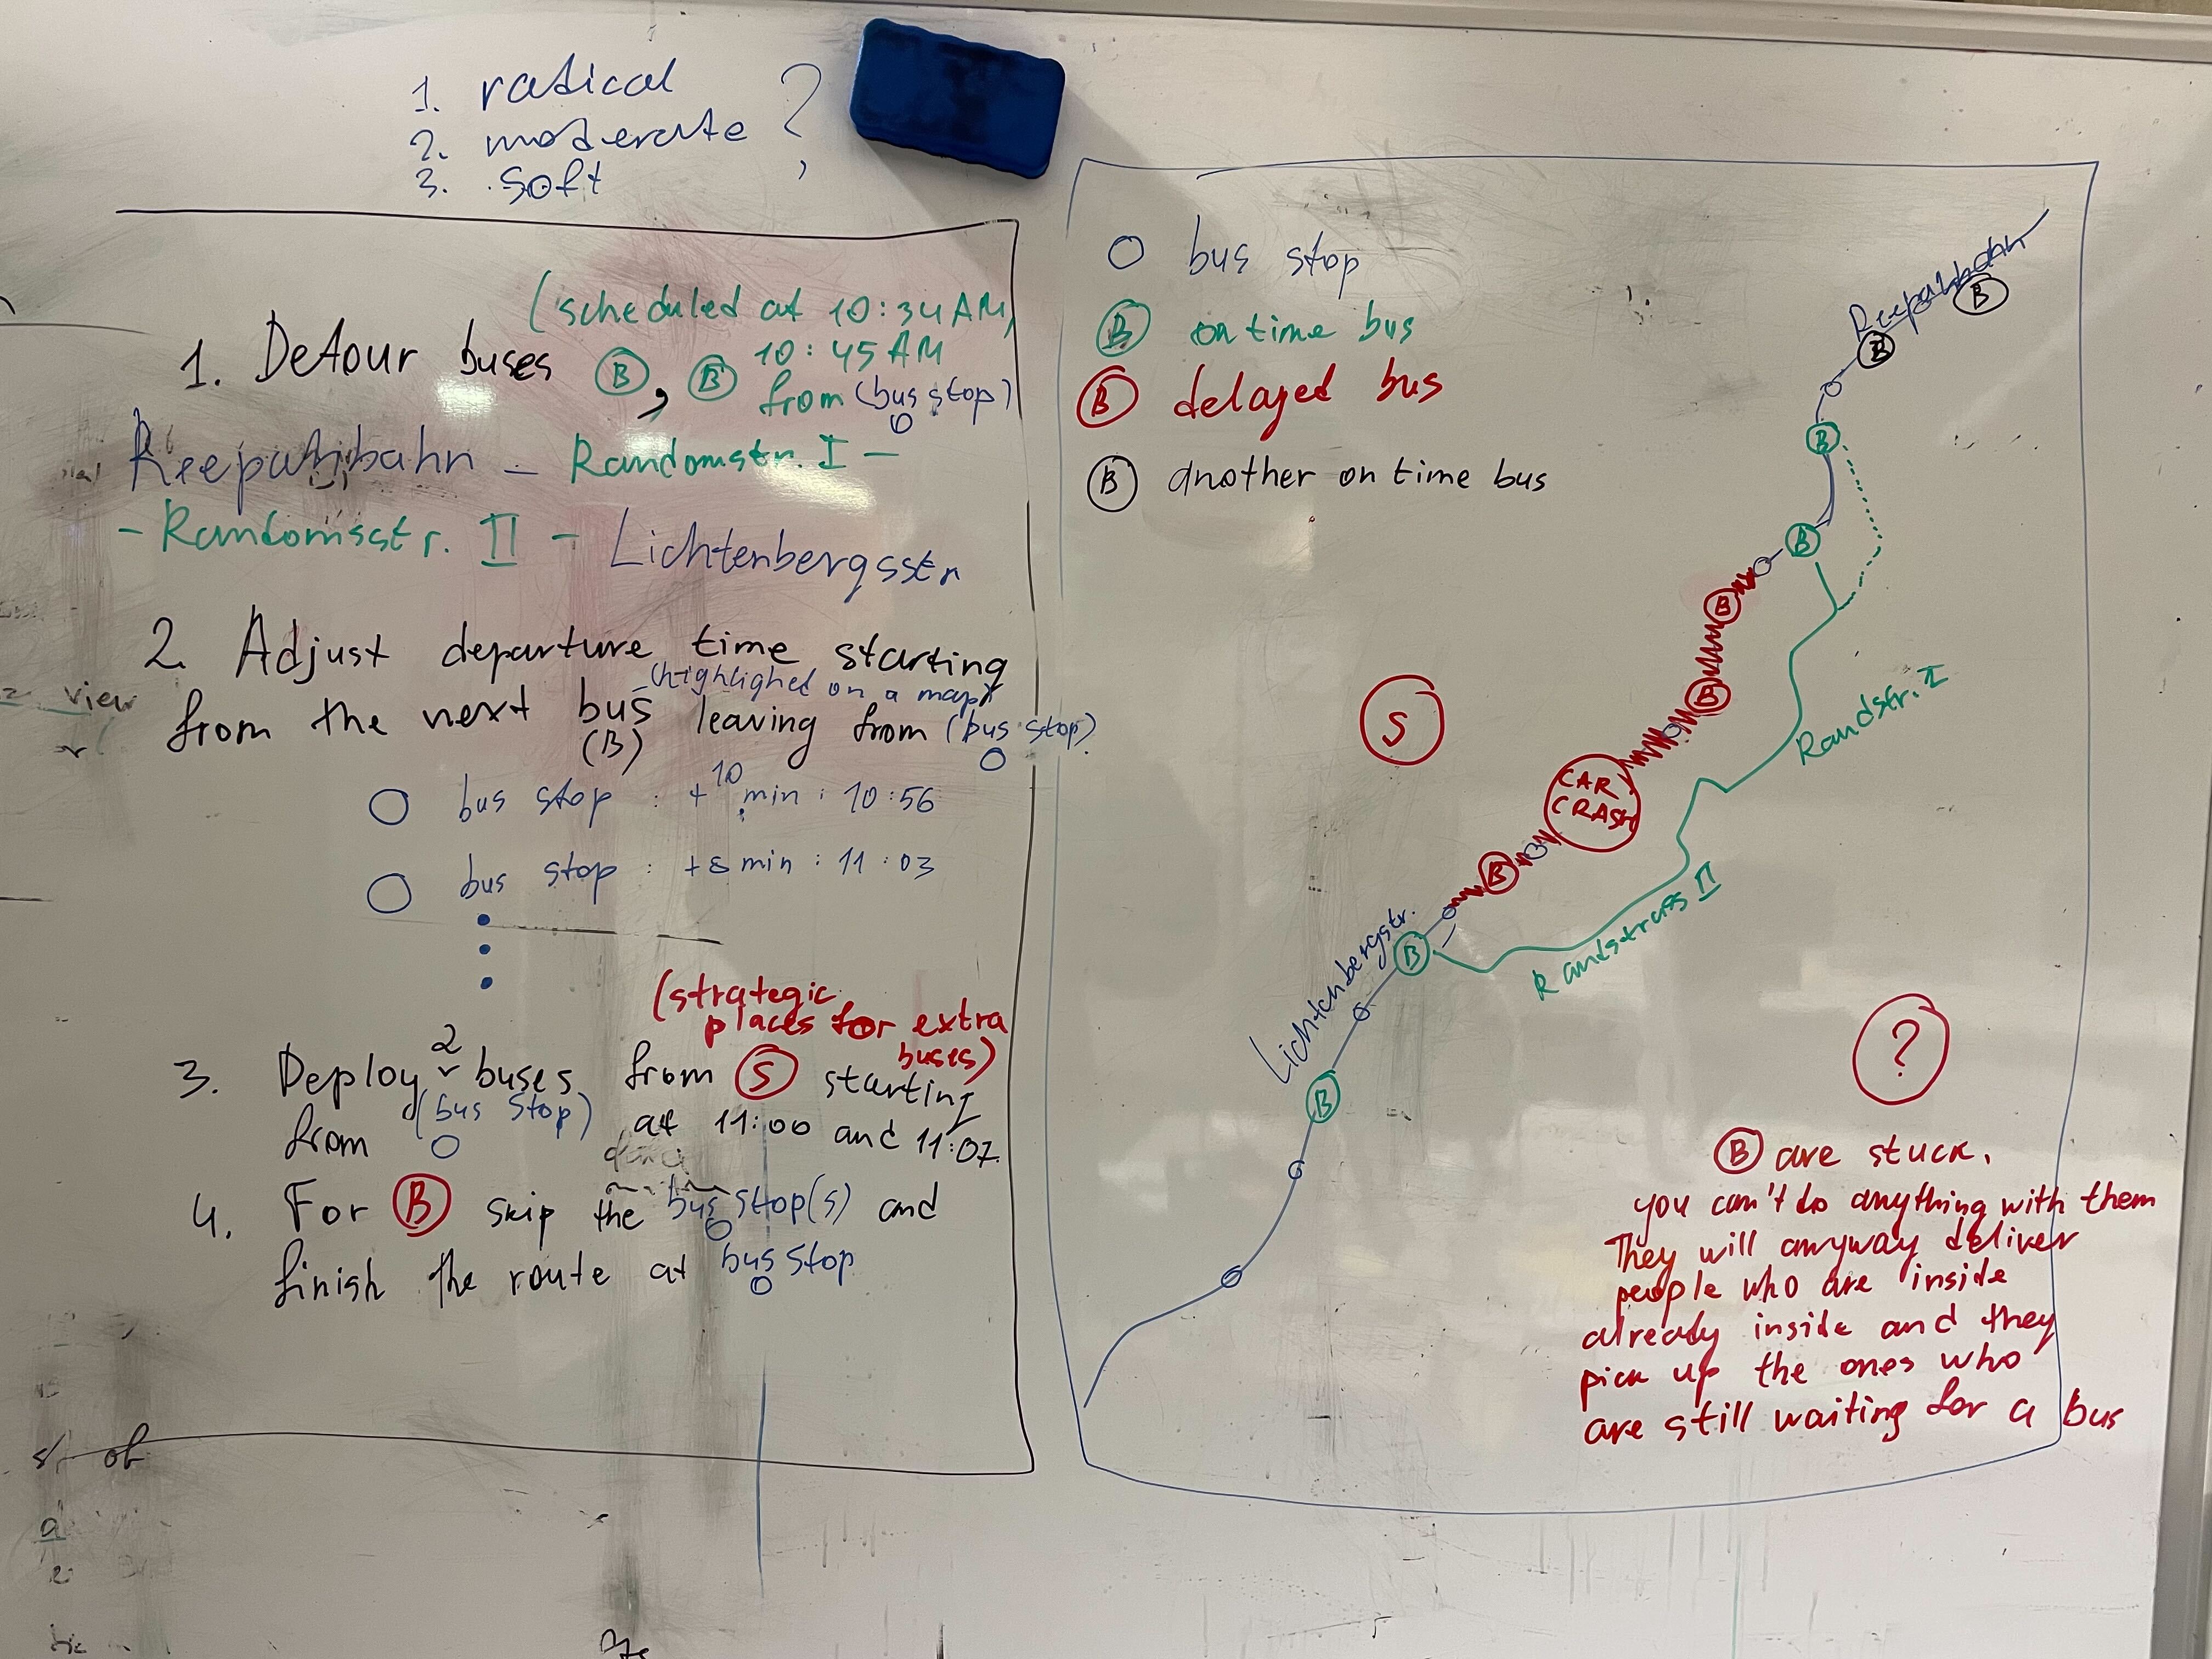 1. radical
2. moderate ?
3. soft
(scheduled at 10:34 AM,
1. Detour buses B, B 10:45 AM
from (bus stop)
Reeputhbahn - Randomstr. I -
- Randomsstr. II - Lichtenbergsstr
2. Adjust departure time starting
(highlighed on a map)
from the next bus leaving from (bus stop)
(B)
bus stop : + 10 min : 10:56
bus stop : +8 min : 11:03
(strategic
places for extra
buses)
3. Deploy 2 buses from S starting
from (bus stop) at 11:00 and 11:07
4. For B skip the bus stop(s) and
finish the route at bus stop
view
of
bus stop
B on time bus
B delayed bus
B another on time bus
B
B
B
B
B
B
S
CAR
CRASH
B
B
B
Randstr. I
Randstrass II
Lichtenbergstr.
?
B are stuck.
you can't do anything with them
They will anyway deliver
people who are inside
already inside and they
pick up the ones who
are still waiting for a bus